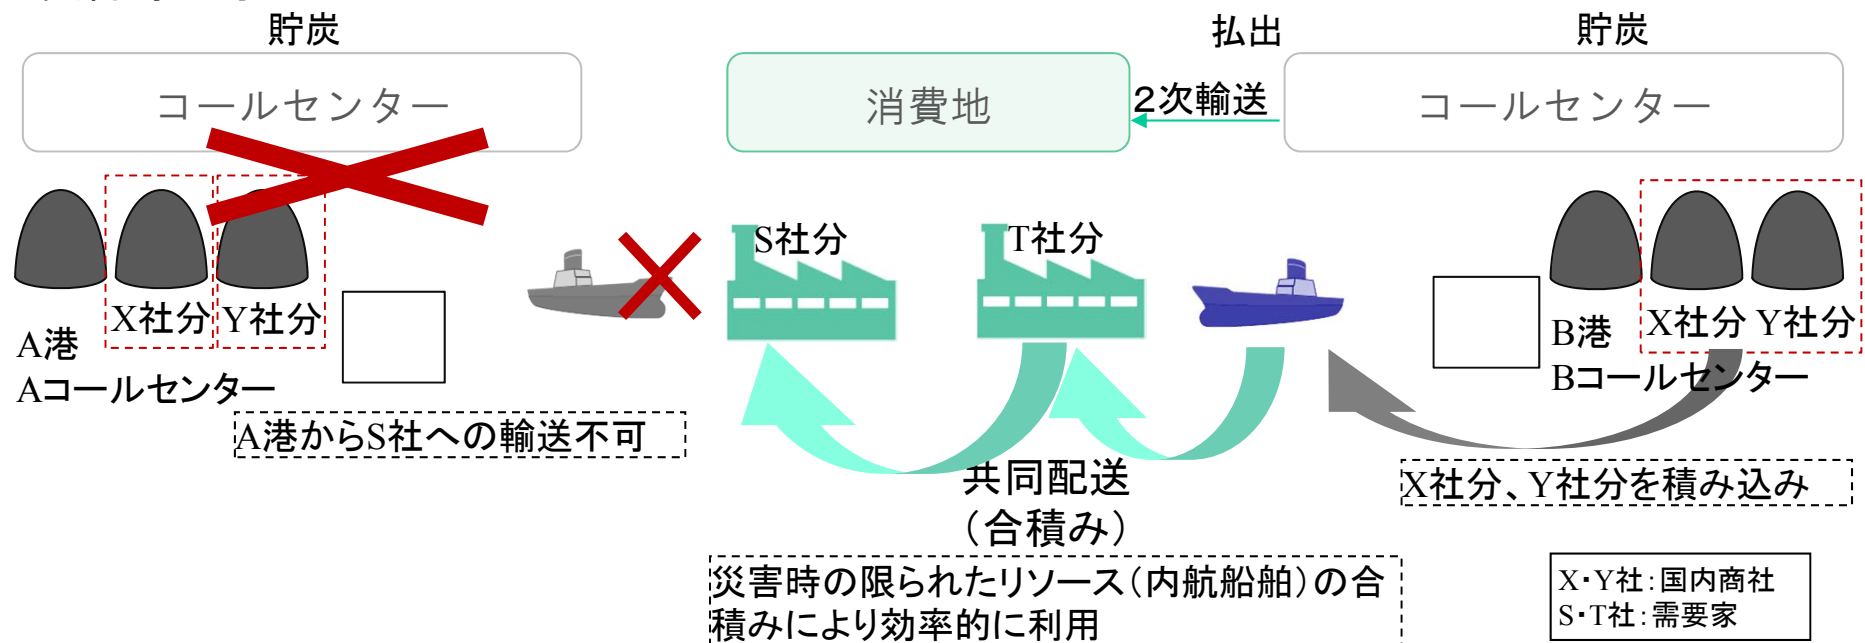 貯炭
払出
貯炭
コールセンター
消費地
2次輸送
コールセンター
S社分
T社分
X社分
Y社分
X社分
Y社分
A港
Aコールセンター
B港
Bコールセンター
A港からS社への輸送不可
共同配送
（合積み）
X社分、Y社分を積み込み
災害時の限られたリソース（内航船舶）の合
積みにより効率的に利用
X・Y社：国内商社
S・T社：需要家